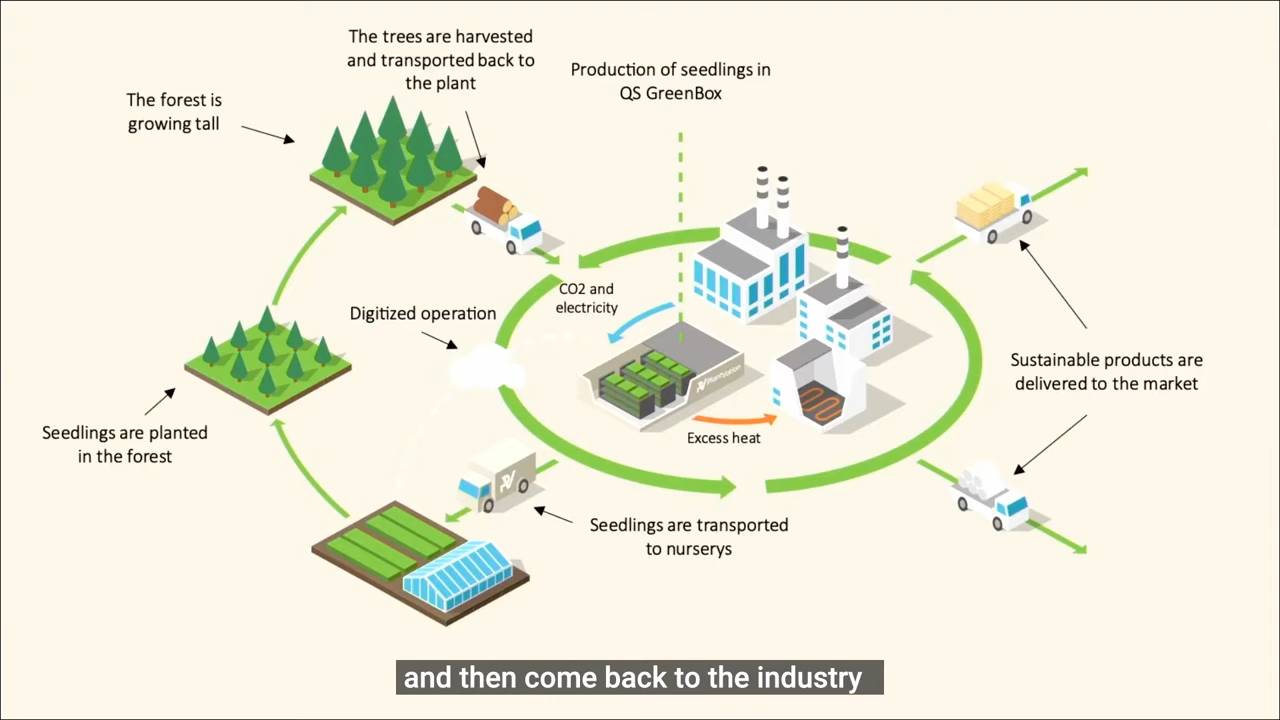 The trees are harvested
and transported back to
the plant
Production of seedlings in
QS GreenBox
The forest is
growing tall
CO2 and
electricity
Digitized operation
Sustainable products are
delivered to the market
Seedlings are planted
in the forest
Excess heat
Seedlings are transported
to nurserys
and then come back to the industry